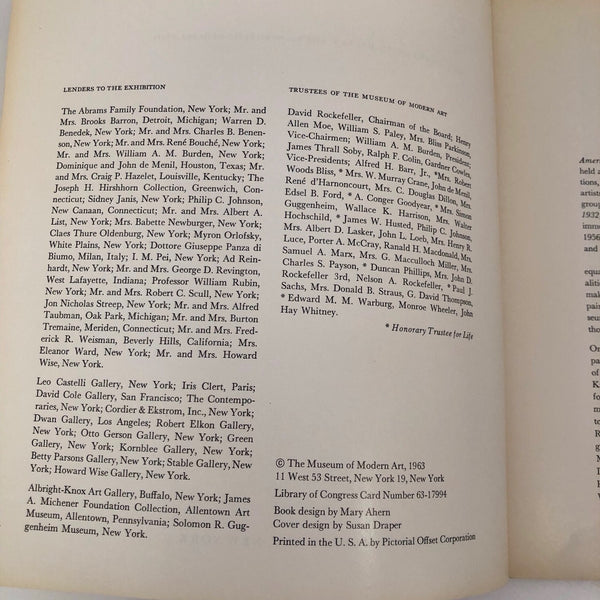 LENDERS TO THE EXHIBITION
The Abrams Family Foundation, New York; Mr. and
Mrs. Brooks Barron, Detroit, Michigan; Warren D.
Benedek, New York; Mr. and Mrs. Charles B. Benen-
son, New York; Mr. and Mrs. René Bouché, New York;
Mr. and Mrs. William A. M. Burden, New York;
Dominique and John de Menil, Houston, Texas; Mr.
and Mrs. Craig P. Hazelet, Louisville, Kentucky; The
Joseph H. Hirshhorn Collection, Greenwich, Con-
necticut; Sidney Janis, New York; Philip C. Johnson,
New Canaan, Connecticut; Mr. and Mrs. Albert A.
List, New York; Mrs. Babette Newburger, New York;
Claes Thure Oldenburg, New York; Myron Orlofsky,
White Plains, New York; Dottore Giuseppe Panza di
Biumo, Milan, Italy; I. M. Pei, New York; Ad Rein-
hardt, New York; Mr. and Mrs. George D. Revington,
West Lafayette, Indiana; Professor William Rubin,
New York; Mr. and Mrs. Robert C. Scull, New York;
Jon Nicholas Streep, New York; Mr. and Mrs. Alfred
Taubman, Oak Park, Michigan; Mr. and Mrs. Burton
Tremaine, Meriden, Connecticut; Mr. and Mrs. Fred-
erick R. Weisman, Beverly Hills, California; Mrs.
Eleanor Ward, New York; Mr. and Mrs. Howard
Wise, New York.
Leo Castelli Gallery, New York; Iris Clert, Paris;
David Cole Gallery, San Francisco; The Contempo-
raries, New York; Cordier & Ekstrom, Inc., New York;
Dwan Gallery, Los Angeles; Robert Elkon Gallery,
New York; Otto Gerson Gallery, New York; Green
Gallery, New York; Kornblee Gallery, New York;
Betty Parsons Gallery, New York; Stable Gallery, New
York; Howard Wise Gallery, New York.
Albright-Knox Art Gallery, Buffalo, New York; James
A. Michener Foundation Collection, Allentown Art
Museum, Allentown, Pennsylvania; Solomon R. Gug-
genheim Museum, New York.
TRUSTEES OF THE MUSEUM OF MODERN ART
David Rockefeller, Chairman of the Board; Henry
Allen Moe, William S. Paley, Mrs. Bliss Parkinson,
Vice-Chairmen; William A. M. Burden, President;
James Thrall Soby, Ralph F. Colin, Gardner Cowles,
Vice-Presidents; Alfred H. Barr, Jr., *Mrs. Robert
Woods Bliss, *Mrs. W. Murray Crane, John de Menil,
René d'Harnoncourt, Mrs. C. Douglas Dillon, Mrs.
Edsel B. Ford, *A. Conger Goodyear, *Mrs. Simon
Guggenheim, Wallace K. Harrison, Mrs. Walter
Hochschild, *James W. Husted, Philip C. Johnson,
Mrs. Albert D. Lasker, John L. Loeb, Mrs. Henry R.
Luce, Porter A. McCray, Ranald H. Macdonald, Mrs.
Samuel A. Marx, Mrs. G. Macculloch Miller, Mrs.
Charles S. Payson, *Duncan Phillips, Mrs. John D.
Rockefeller 3rd, Nelson A. Rockefeller, *Paul J.
Sachs, Mrs. Donald B. Straus, G. David Thompson,
*Edward M. M. Warburg, Monroe Wheeler, John
Hay Whitney.
*Honorary Trustee for Life
© The Museum of Modern Art, 1963
11 West 53 Street, New York 19, New York
Library of Congress Card Number 63-17994
Book design by Mary Ahern
Cover design by Susan Draper
Printed in the U. S. A. by Pictorial Offset Corporation
Ameri
held a
tions,
artists
group
1932
imme
1956
and
equa
aliti
pai
seu
tho
On
pa
of
K
fo
m
R
g
M